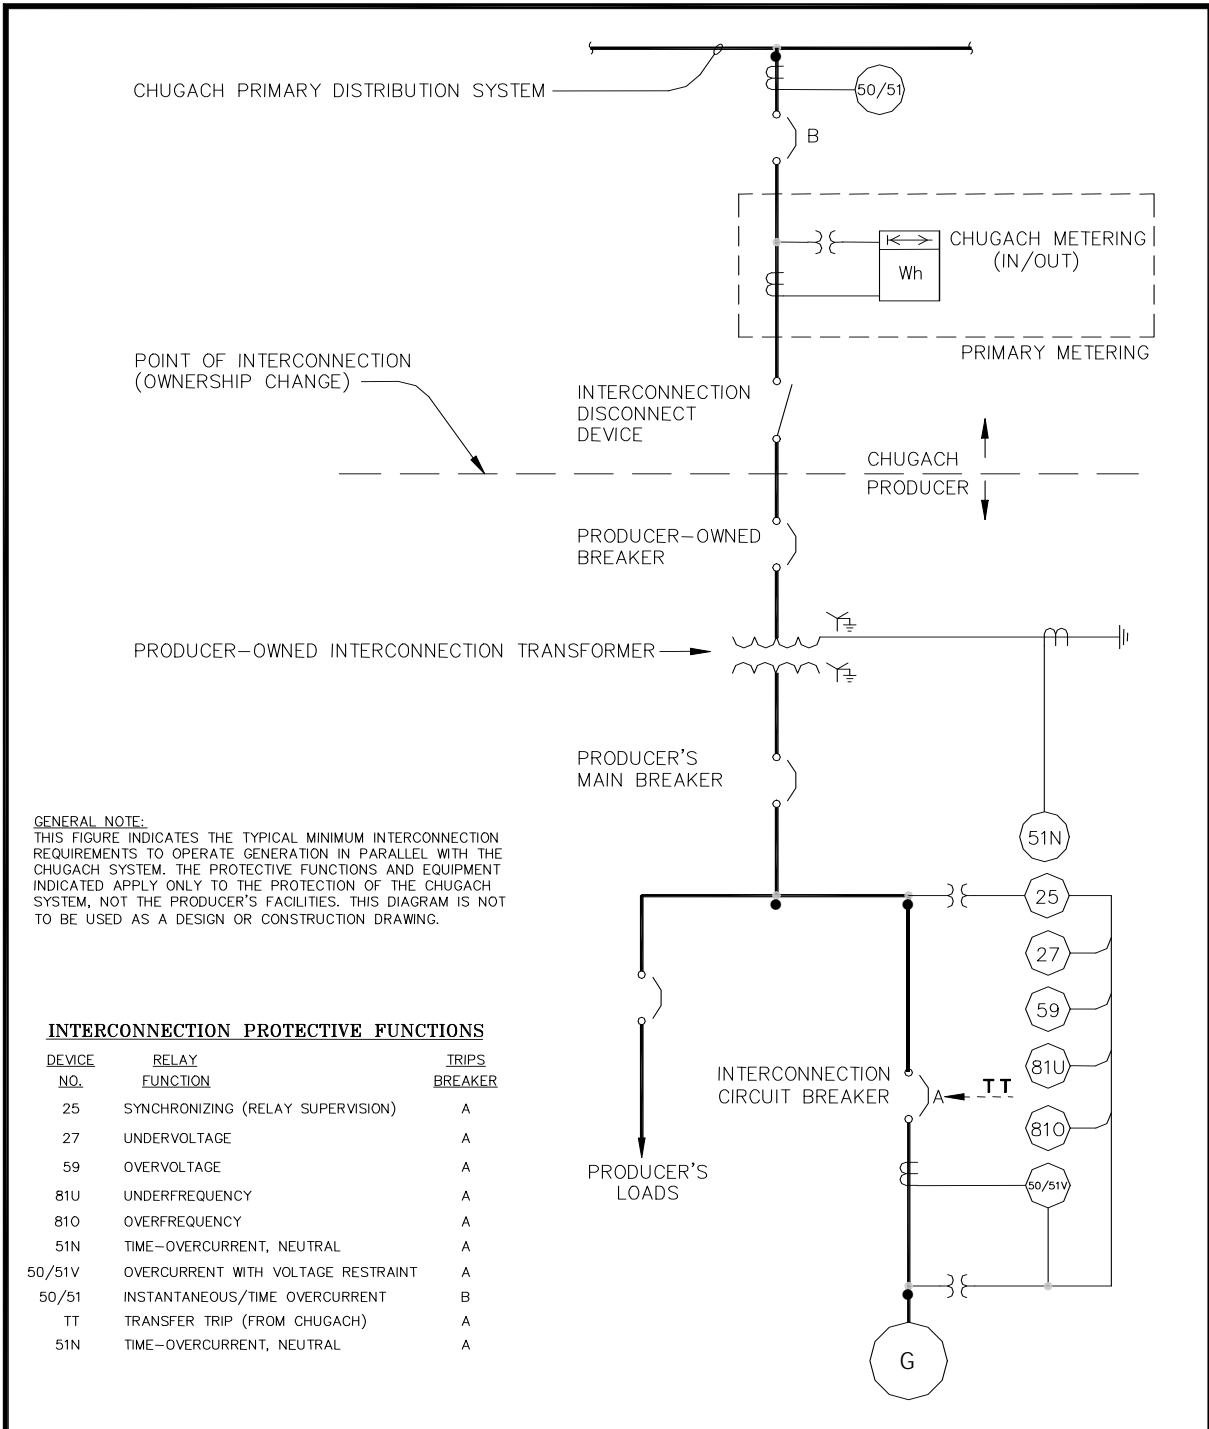 CHUGACH PRIMARY DISTRIBUTION SYSTEM
50/51
B
CHUGACH METERING
(IN/OUT)
Wh
PRIMARY METERING
POINT OF INTERCONNECTION
(OWNERSHIP CHANGE)
INTERCONNECTION
DISCONNECT
DEVICE
CHUGACH
PRODUCER
PRODUCER-OWNED
BREAKER
PRODUCER-OWNED INTERCONNECTION TRANSFORMER
PRODUCER'S
MAIN BREAKER
51N
GENERAL NOTE:
THIS FIGURE INDICATES THE TYPICAL MINIMUM INTERCONNECTION
REQUIREMENTS TO OPERATE GENERATION IN PARALLEL WITH THE
CHUGACH SYSTEM. THE PROTECTIVE FUNCTIONS AND EQUIPMENT
INDICATED APPLY ONLY TO THE PROTECTION OF THE CHUGACH
SYSTEM, NOT THE PRODUCER'S FACILITIES. THIS DIAGRAM IS NOT
TO BE USED AS A DESIGN OR CONSTRUCTION DRAWING.
25
27
59
81U
81O
50/51V
INTERCONNECTION
CIRCUIT BREAKER
A
TT
PRODUCER'S
LOADS
G
INTERCONNECTION PROTECTIVE FUNCTIONS
DEVICE RELAY TRIPS
NO. FUNCTION BREAKER
25 SYNCHRONIZING (RELAY SUPERVISION) A
27 UNDERVOLTAGE A
59 OVERVOLTAGE A
81U UNDERFREQUENCY A
81O OVERFREQUENCY A
51N TIME-OVERCURRENT, NEUTRAL A
50/51V OVERCURRENT WITH VOLTAGE RESTRAINT A
50/51 INSTANTANEOUS/TIME OVERCURRENT B
TT TRANSFER TRIP (FROM CHUGACH) A
51N TIME-OVERCURRENT, NEUTRAL A